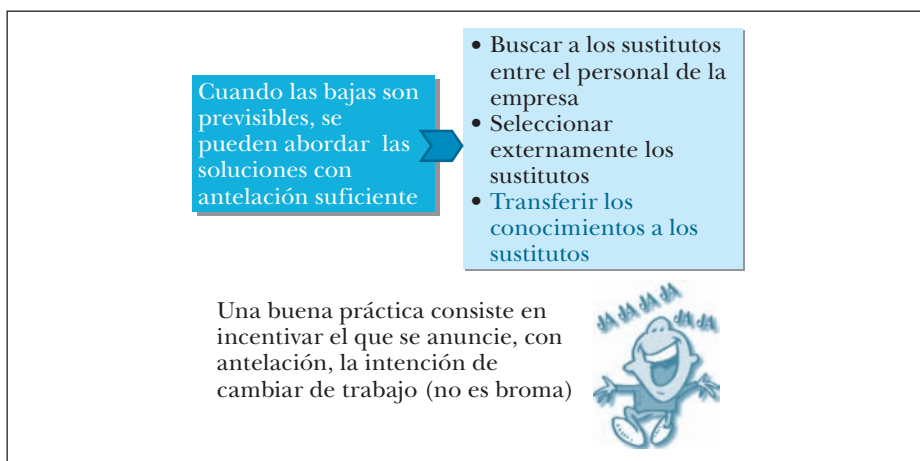 Cuando las bajas son
previsibles, se
pueden abordar las
soluciones con
antelación suficiente
• Buscar a los sustitutos
entre el personal de la
empresa
• Seleccionar
externamente los
sustitutos
• Transferir los
conocimientos a los
sustitutos
Una buena práctica consiste en
incentivar el que se anuncie, con
antelación, la intención de
cambiar de trabajo (no es broma)
JA JA JA JA
JA JA